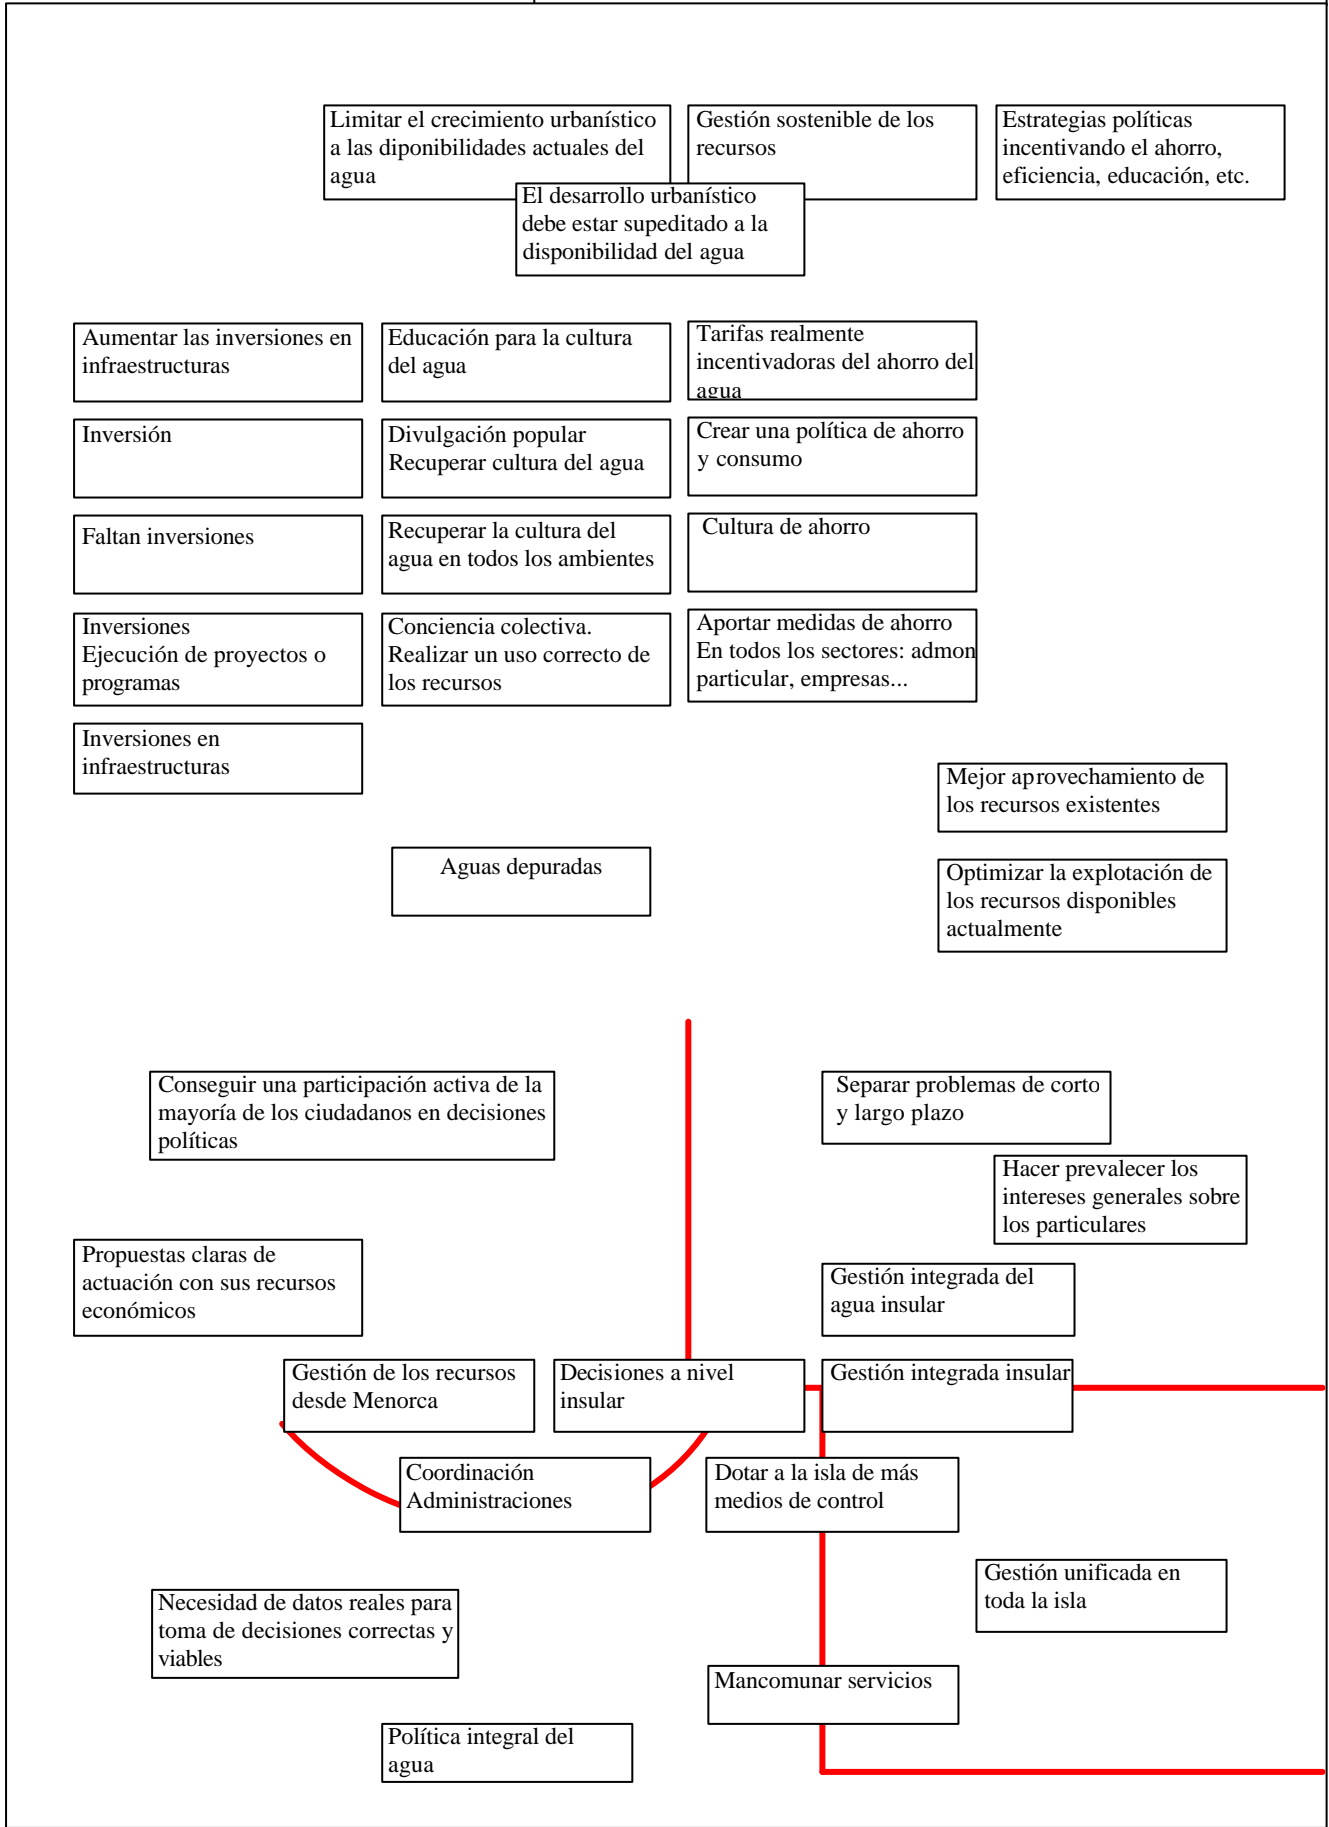 Limitar el crecimiento urbanístico
a las diponibilidades actuales del
agua
Gestión sostenible de los
recursos
Estrategias políticas
incentivando el ahorro,
eficiencia, educación, etc.
El desarrollo urbanístico
debe estar supeditado a la
disponibilidad del agua
Aumentar las inversiones en
infraestructuras
Educación para la cultura
del agua
Tarifas realmente
incentivadoras del ahorro del
agua
Inversión
Divulgación popular
Recuperar cultura del agua
Crear una política de ahorro
y consumo
Faltan inversiones
Recuperar la cultura del
agua en todos los ambientes
Cultura de ahorro
Inversiones
Ejecución de proyectos o
programas
Conciencia colectiva.
Realizar un uso correcto de
los recursos
Aportar medidas de ahorro
En todos los sectores: admon
particular, empresas...
Inversiones en
infraestructuras
Mejor aprovechamiento de
los recursos existentes
Aguas depuradas
Optimizar la explotación de
los recursos disponibles
actualmente
Conseguir una participación activa de la
mayoría de los ciudadanos en decisiones
políticas
Separar problemas de corto
y largo plazo
Hacer prevalecer los
intereses generales sobre
los particulares
Propuestas claras de
actuación con sus recursos
económicos
Gestión integrada del
agua insular
Gestión de los recursos
desde Menorca
Decisiones a nivel
insular
Gestión integrada insular
Coordinación
Administraciones
Dotar a la isla de más
medios de control
Gestión unificada en
toda la isla
Necesidad de datos reales para
toma de decisiones correctas y
viables
Mancomunar servicios
Política integral del
agua